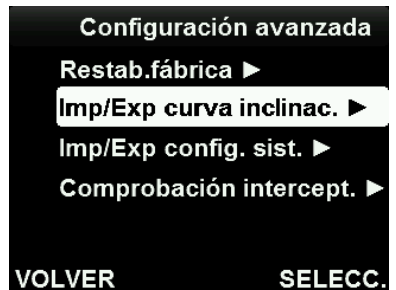 Configuración avanzada
Restab.fábrica ►
Imp/Exp curva inclinac. ►
Imp/Exp config. sist. ►
Comprobación intercept. ►
VOLVER SELECC.